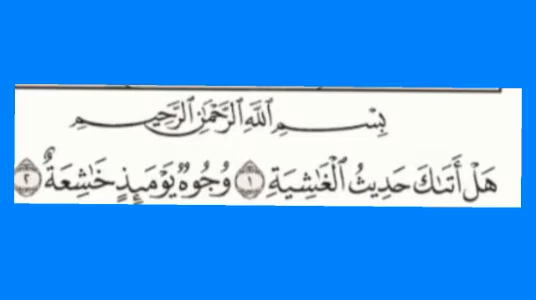 بِسْمِ ٱللَّهِ ٱلرَّحْمَٰنِ ٱلرَّحِيمِ
هَلْ أَتَىٰكَ حَدِيثُ ٱلْغَٰشِيَةِ ١ وُجُوهٌ يَوْمَئِذٍ خَٰشِعَةٌ ٢